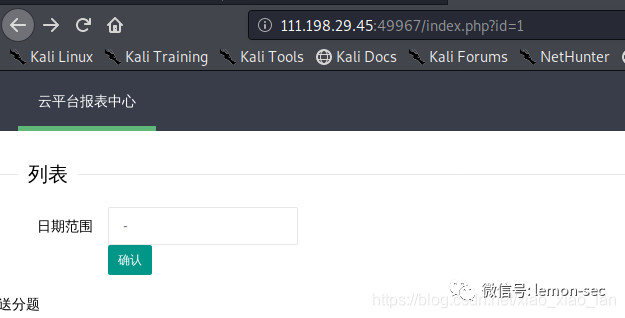 111.198.29.45:49967/index.php?id=1
Kali Linux Kali Training Kali Tools Kali Docs Kali Forums NetHunter
云平台报表中心
列表
日期范围 -
确认
微信号: lemon-sec
https://blog.csdn.net/xiao_xiao_fan
送分题